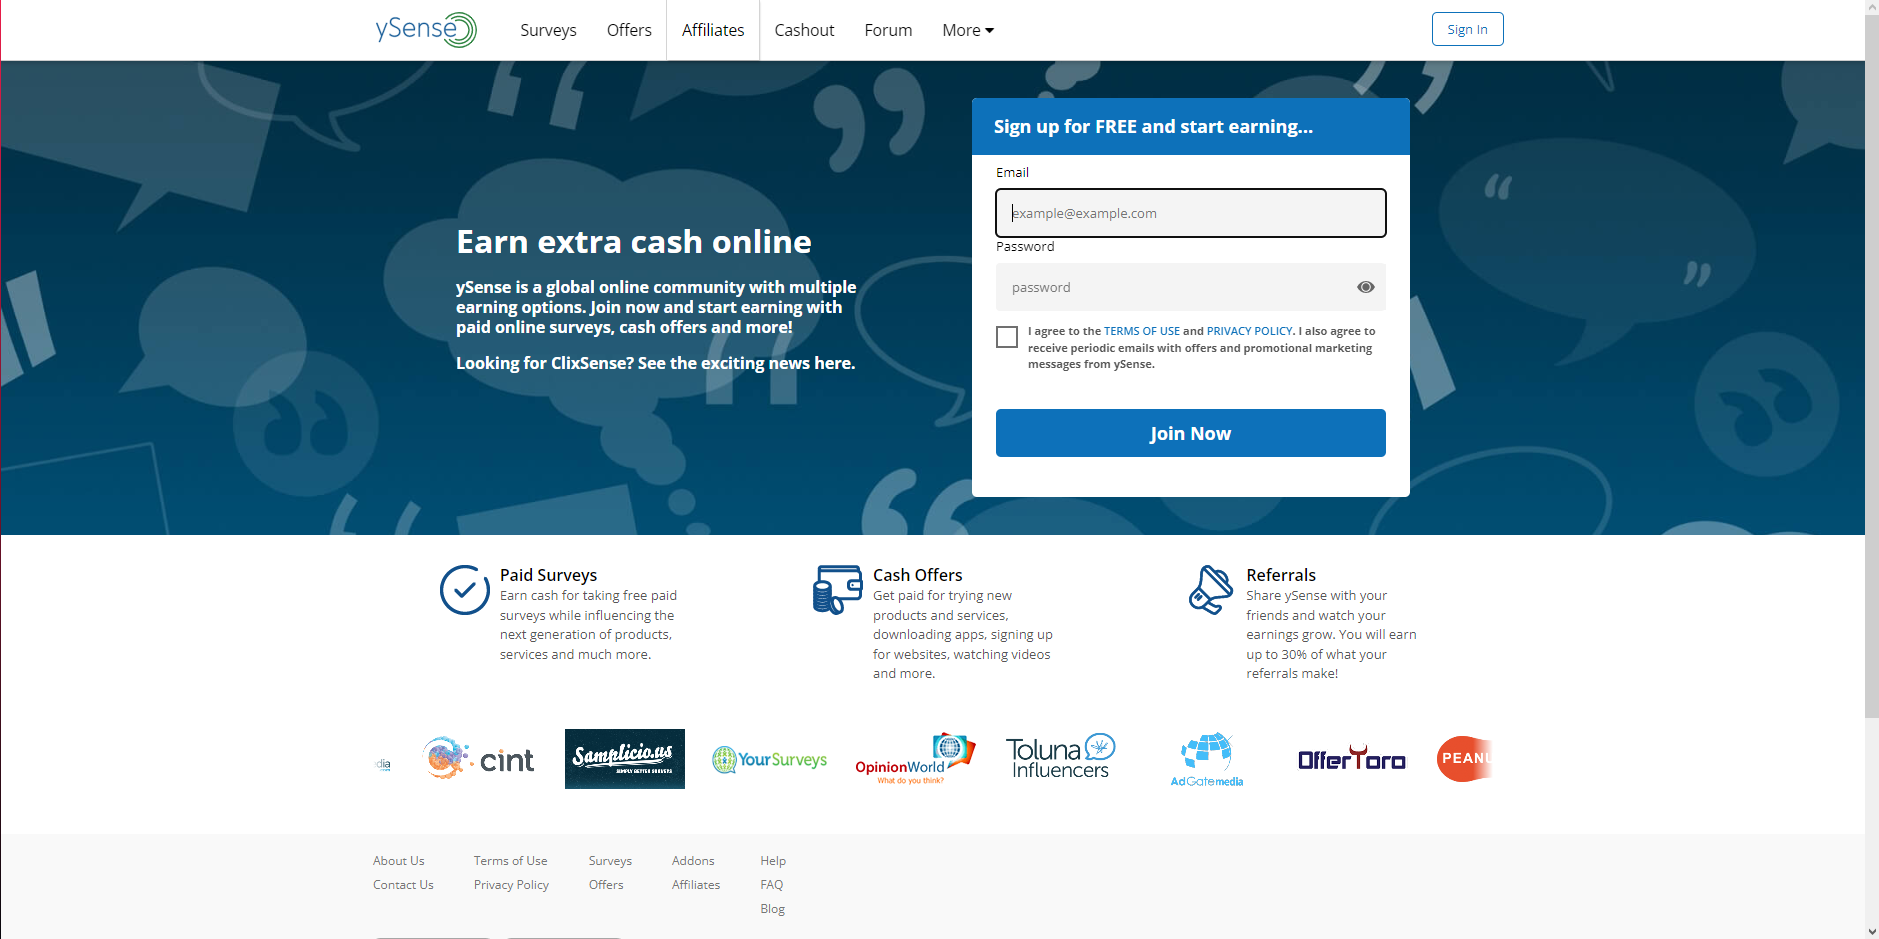 ySense Surveys Offers Affiliates Cashout Forum More Sign In
Sign up for FREE and start earning...
Email
example@example.com
Password
password
I agree to the TERMS OF USE and PRIVACY POLICY. I also agree to
receive periodic emails with offers and promotional marketing
messages from ySense.
Join Now
Earn extra cash online
ySense is a global online community with multiple
earning options. Join now and start earning with
paid online surveys, cash offers and more!
Looking for ClixSense? See the exciting news here.
Paid Surveys
Earn cash for taking free paid
surveys while influencing the
next generation of products,
services and much more.
Cash Offers
Get paid for trying new
products and services,
downloading apps, signing up
for websites, watching videos
and more.
Referrals
Share ySense with your
friends and watch your
earnings grow. You will earn
up to 30% of what your
referrals make!
dia
cint
Samplicio.us
SIMPLY BETTER SURVEYS
YourSurveys
OpinionWorld
What do you think?
Toluna
Influencers
AdGatemedia
OfferToro
PEANU
About Us Terms of Use Surveys Addons Help
Contact Us Privacy Policy Offers Affiliates FAQ
Blog